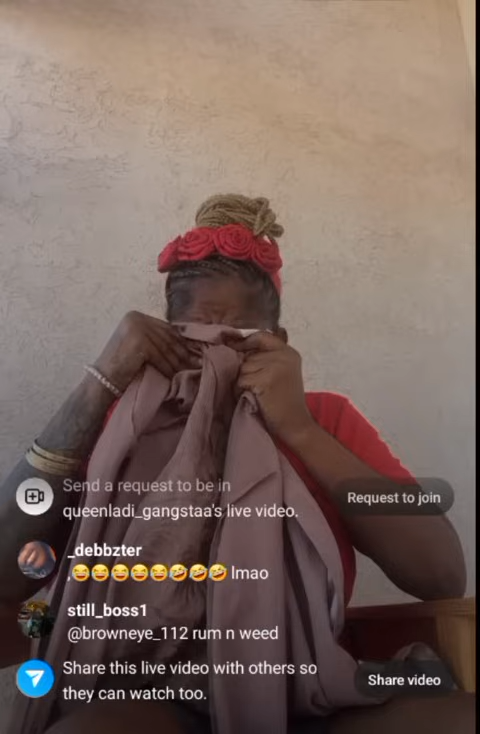 Send a request to be in
queenladi_gangstaa's live video.
Request to join
_debbzter
,😂😂😂😂😂🤣🤣🤣 lmao
still_boss1
@browneye_112 rum n weed
Share this live video with others so
they can watch too.
Share video